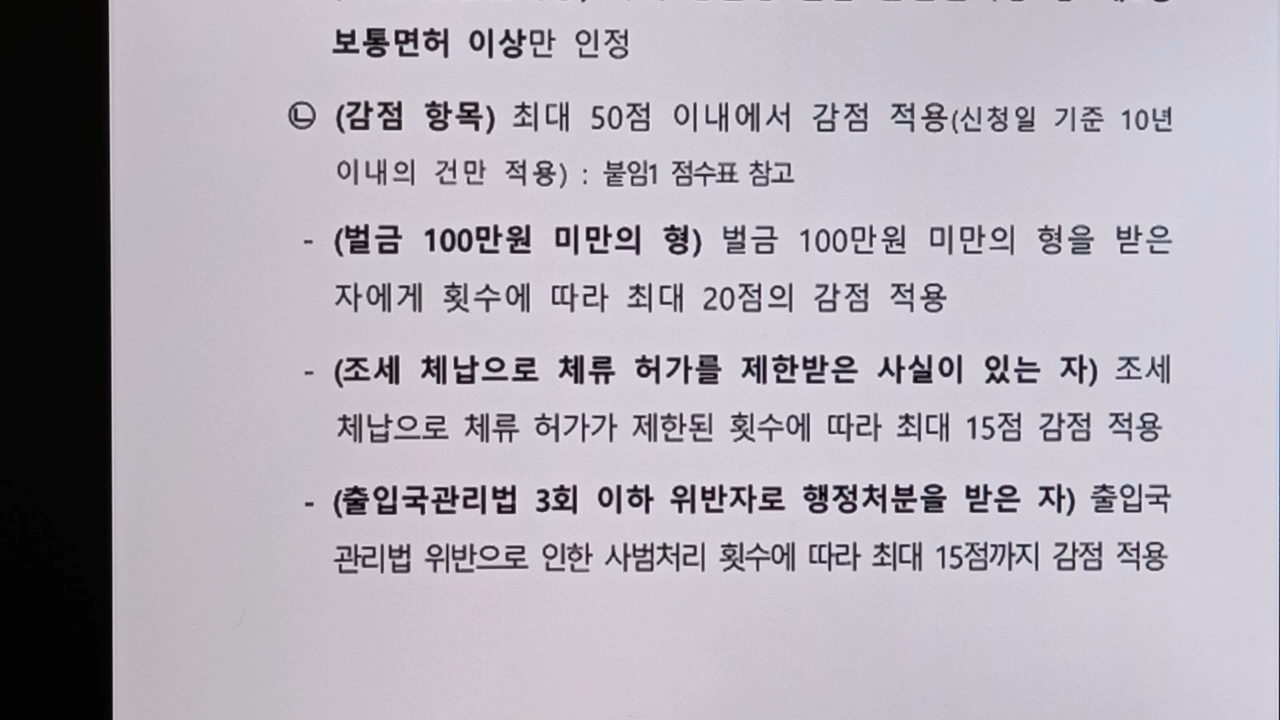 보통면허 이상만 인정
㉡ (감점 항목) 최대 50점 이내에서 감점 적용(신청일 기준 10년
이내의 건만 적용) : 붙임1 점수표 참고
- (벌금 100만원 미만의 형) 벌금 100만원 미만의 형을 받은
자에게 횟수에 따라 최대 20점의 감점 적용
- (조세 체납으로 체류 허가를 제한받은 사실이 있는 자) 조세
체납으로 체류 허가가 제한된 횟수에 따라 최대 15점 감점 적용
- (출입국관리법 3회 이하 위반자로 행정처분을 받은 자) 출입국
관리법 위반으로 인한 사범처리 횟수에 따라 최대 15점까지 감점 적용